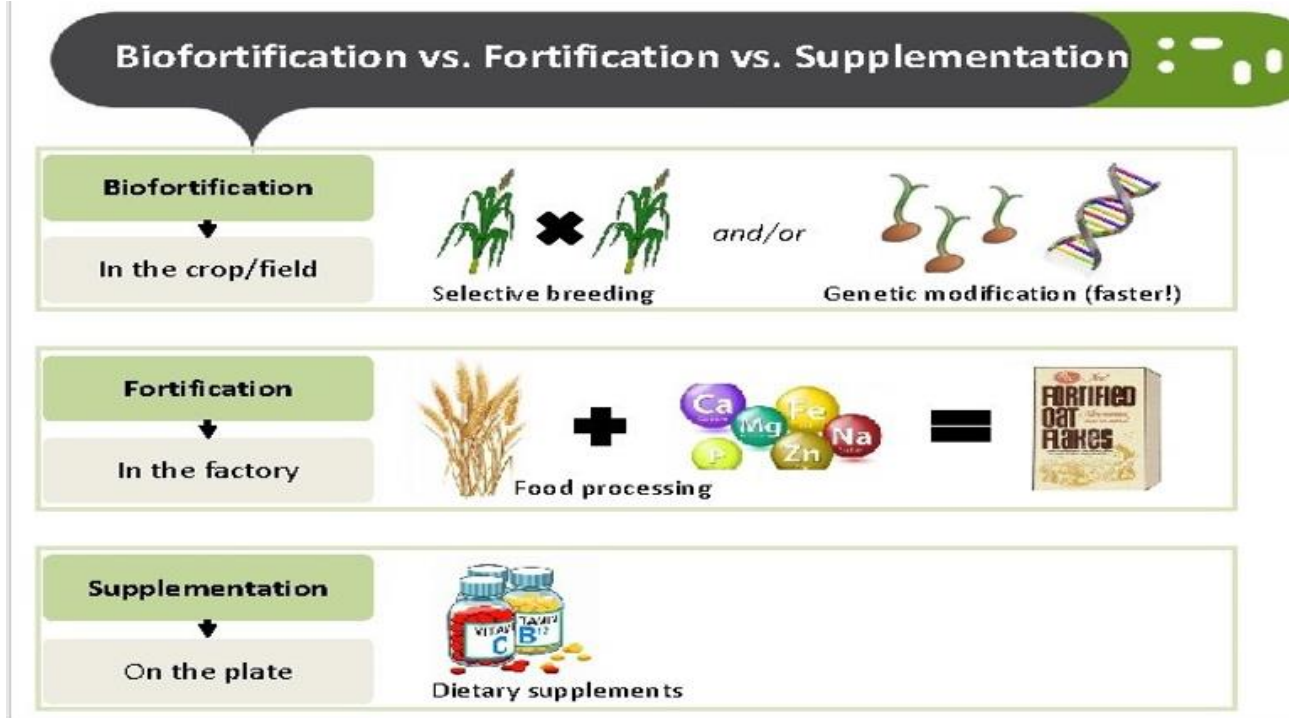 Biofortification vs. Fortification vs. Supplementation
Biofortification
In the crop/field
and/or
Selective breeding
Genetic modification (faster!)
Fortification
In the factory
Ca
Mg
Fe
Na
P
Zn
FORTIFIED
OAT
FLAKES
Food processing
Supplementation
On the plate
C
TAMIN
B12
Dietary supplements